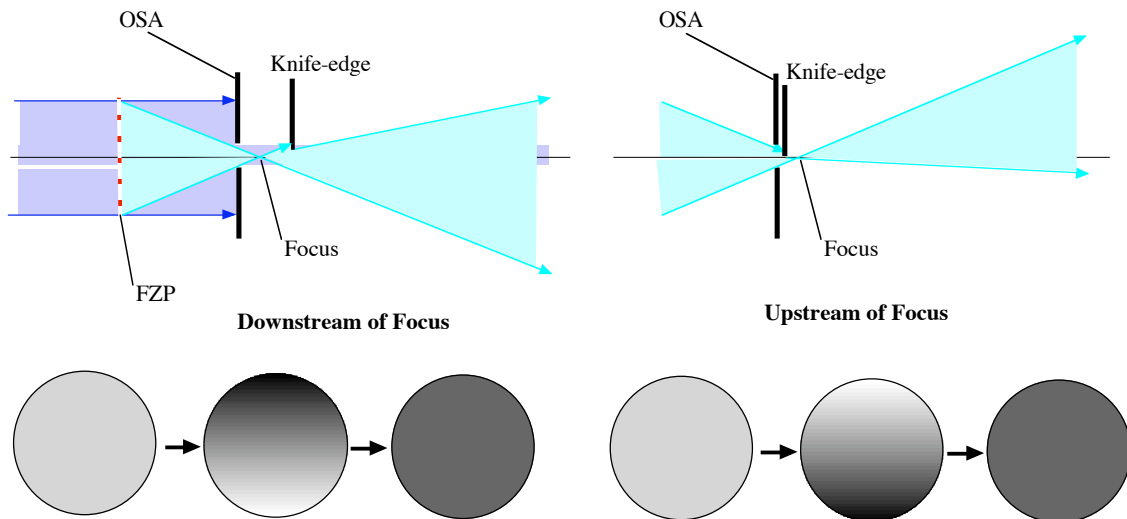 OSA
Knife-edge
Focus
FZP
Downstream of Focus
OSA
Knife-edge
Focus
Upstream of Focus